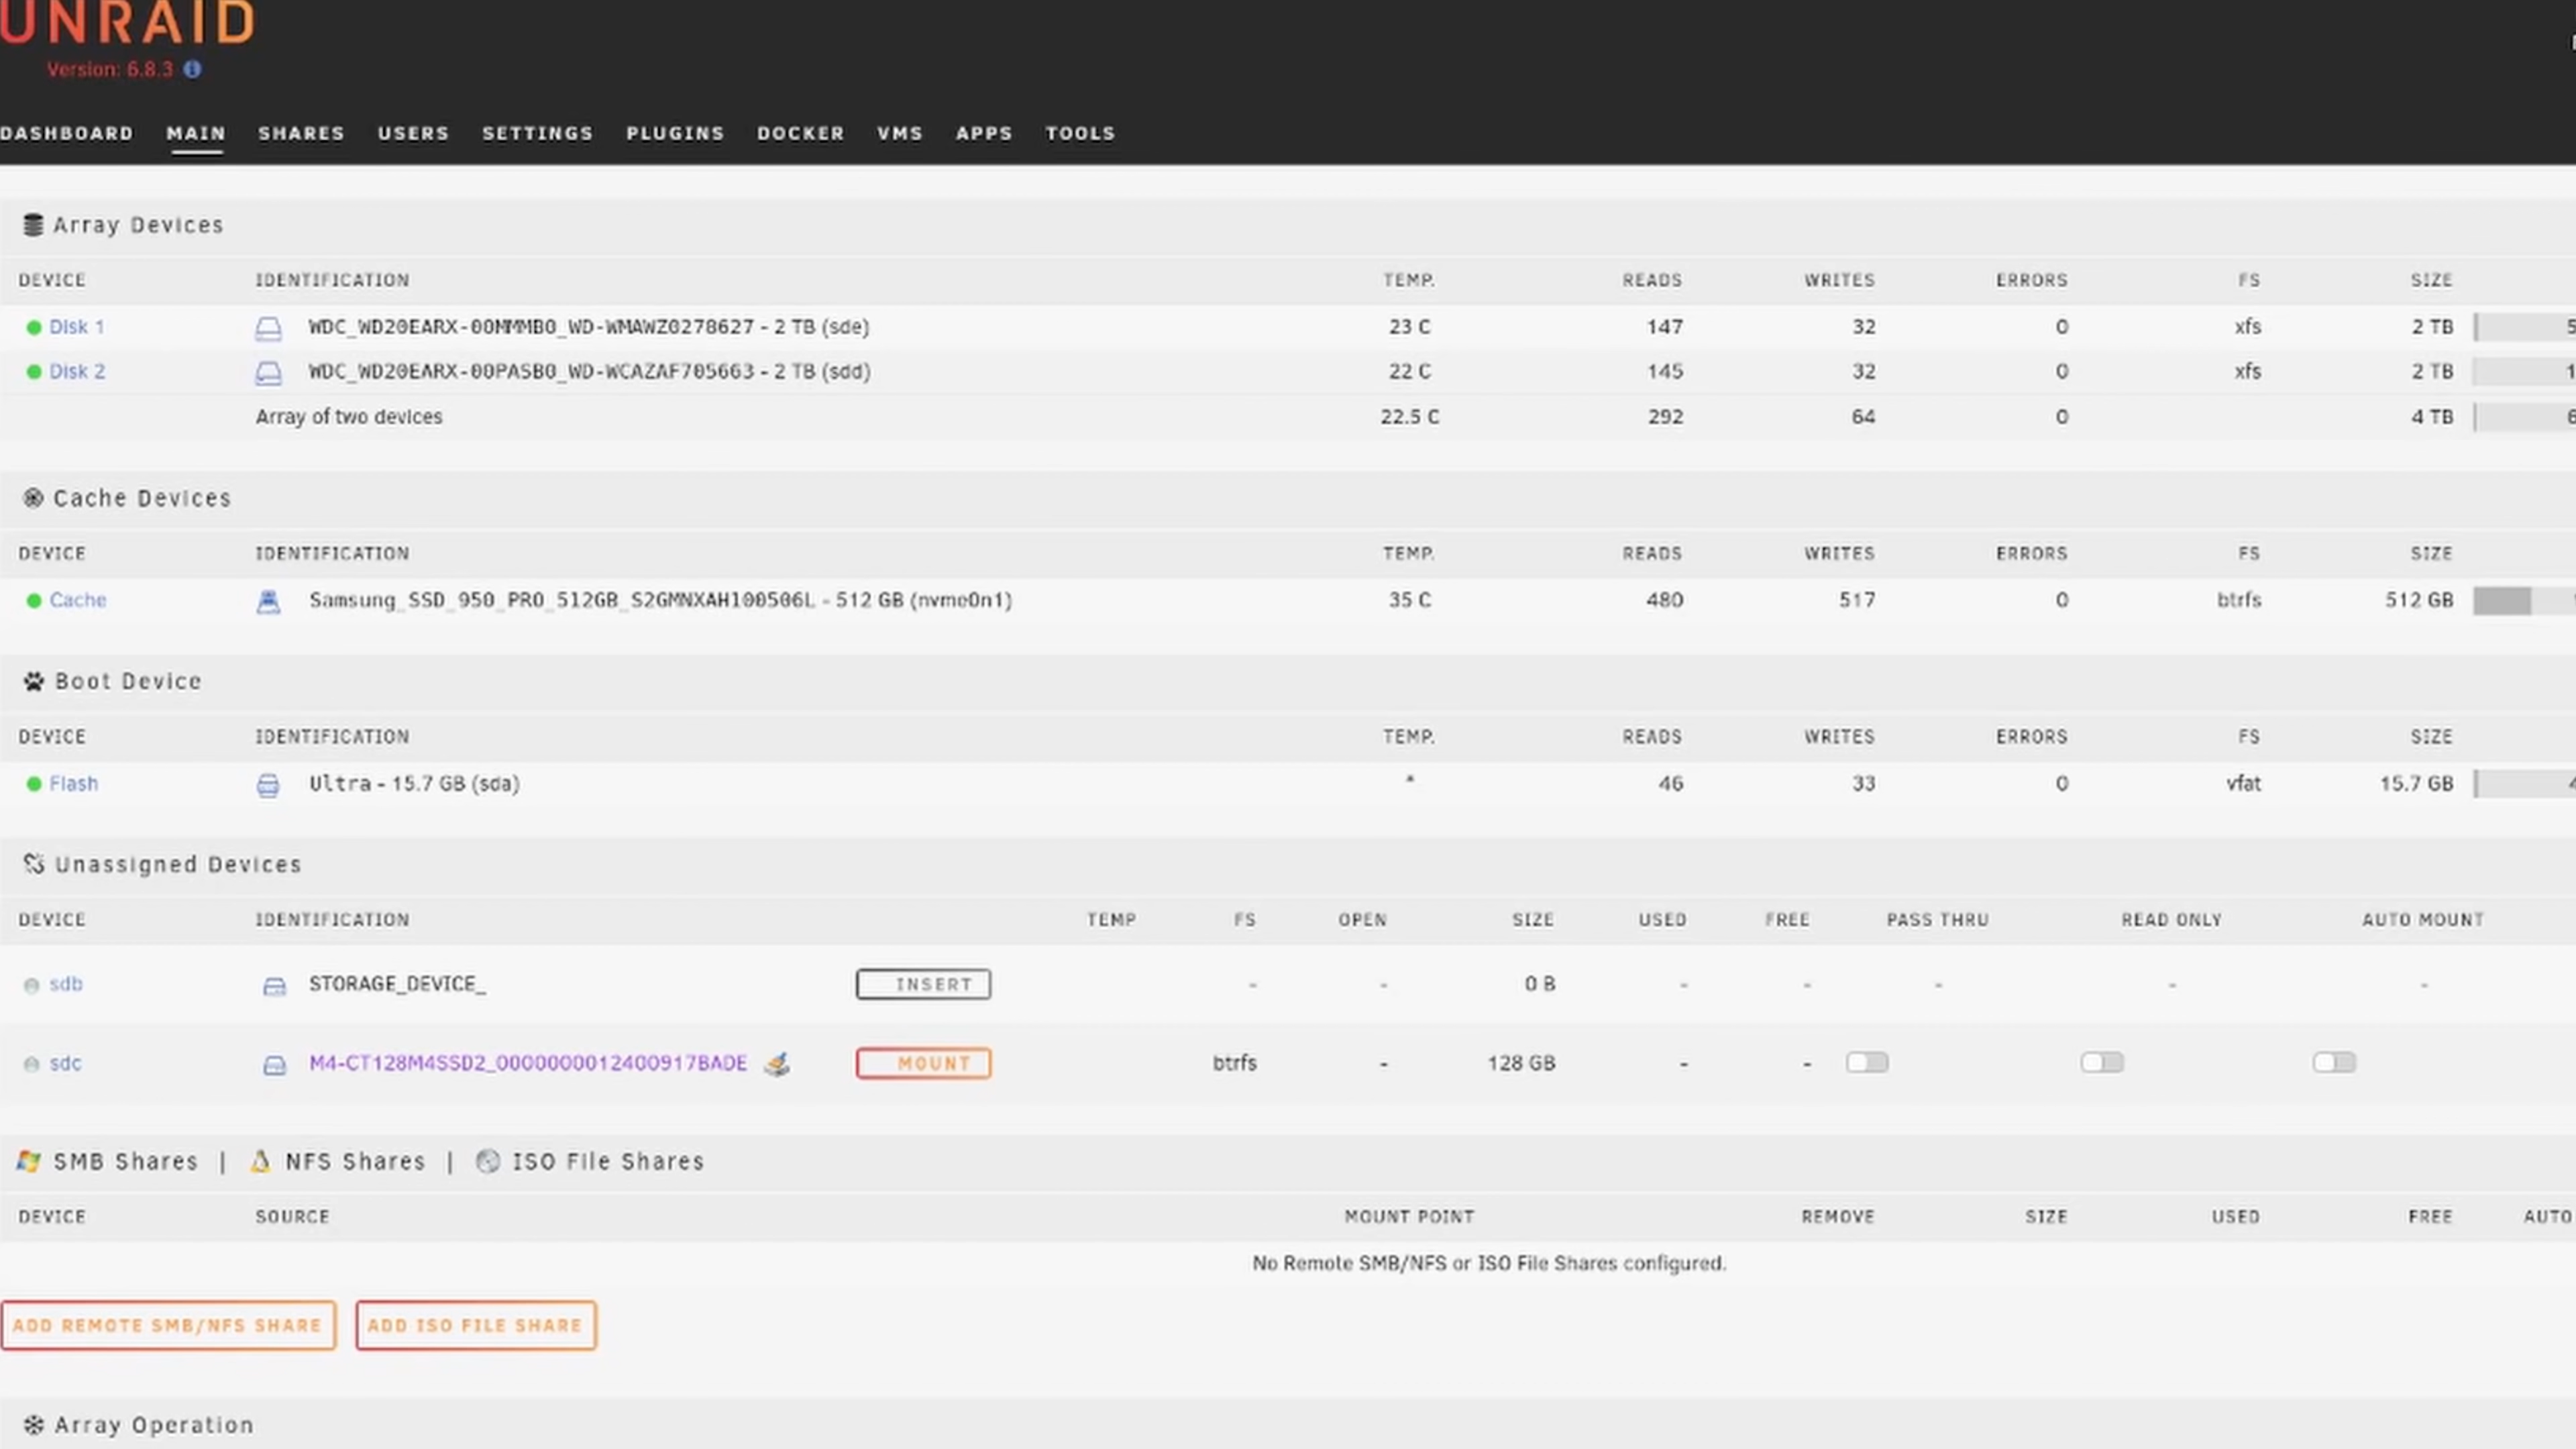 UNRAID
Version: 6.8.3
DASHBOARD MAIN SHARES USERS SETTINGS PLUGINS DOCKER VMS APPS TOOLS
Array Devices
DEVICE IDENTIFICATION TEMP. READS WRITES ERRORS FS SIZE
Disk 1 WDC_WD20EARX-00MMMB0_WD-WMAWZ0278627 - 2 TB (sde) 23 C 147 32 0 xfs 2 TB
Disk 2 WDC_WD20EARX-00PASB0_WD-WCAZAF705663 - 2 TB (sdd) 22 C 145 32 0 xfs 2 TB
Array of two devices 22.5 C 292 64 0 4 TB
Cache Devices
DEVICE IDENTIFICATION TEMP. READS WRITES ERRORS FS SIZE
Cache Samsung_SSD_950_PRO_512GB_S2GMNXAH100506L - 512 GB (nvme0n1) 35 C 480 517 0 btrfs 512 GB
Boot Device
DEVICE IDENTIFICATION TEMP. READS WRITES ERRORS FS SIZE
Flash Ultra - 15.7 GB (sda) * 46 33 0 vfat 15.7 GB
Unassigned Devices
DEVICE IDENTIFICATION TEMP FS OPEN SIZE USED FREE PASS THRU READ ONLY AUTO MOUNT
sdb STORAGE_DEVICE_ INSERT - - 0 B - - - - -
sdc M4-CT128M4SSD2_0000000012400917BADE MOUNT btrfs - 128 GB - -
SMB Shares | NFS Shares | ISO File Shares
DEVICE SOURCE MOUNT POINT REMOVE SIZE USED FREE AUTO
No Remote SMB/NFS or ISO File Shares configured.
ADD REMOTE SMB/NFS SHARE ADD ISO FILE SHARE
Array Operation